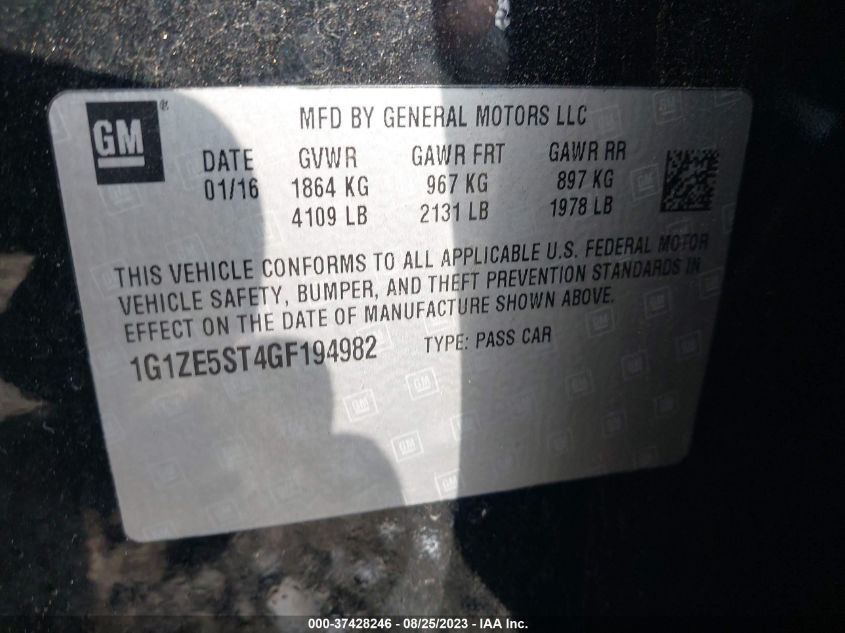 GM ®
MFD BY GENERAL MOTORS LLC
DATE GVWR GAWR FRT GAWR RR
01/16 1864 KG 967 KG 897 KG
4109 LB 2131 LB 1978 LB
THIS VEHICLE CONFORMS TO ALL APPLICABLE U.S. FEDERAL MOTOR
VEHICLE SAFETY, BUMPER, AND THEFT PREVENTION STANDARDS IN
EFFECT ON THE DATE OF MANUFACTURE SHOWN ABOVE.
1G1ZE5ST4GF194982 TYPE: PASS CAR
000-37428246 - 08/25/2023 - © IAA Inc.